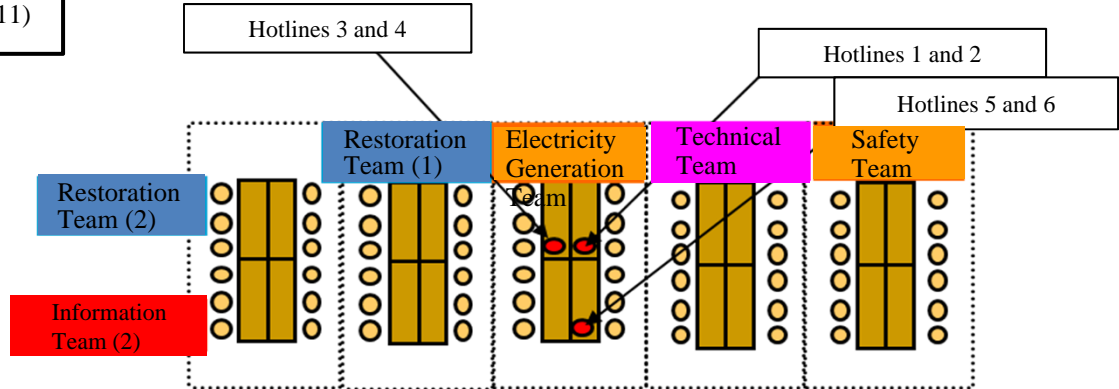 11)
Hotlines 3 and 4
Hotlines 1 and 2
Hotlines 5 and 6
Restoration
Team (1)
Electricity
Generation
Team
Technical
Team
Safety
Team
Restoration
Team (2)
Information
Team (2)